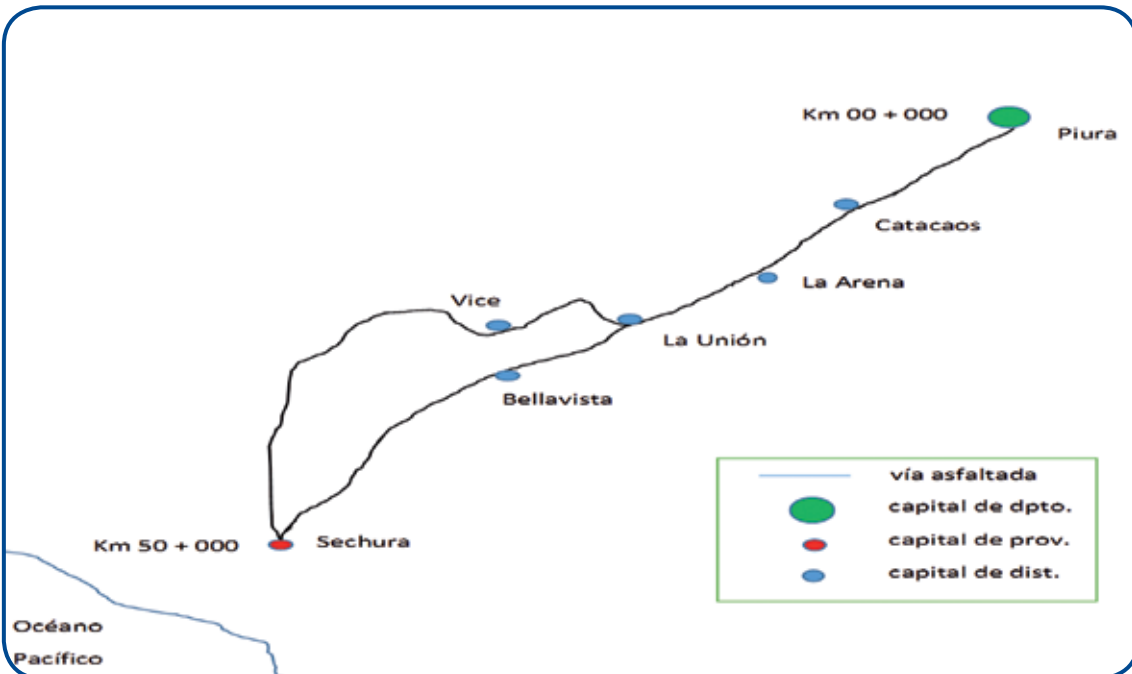 Km 00 + 000
Piura
Catacaos
La Arena
Vice
La Unión
Bellavista
Km 50 + 000
Sechura
vía asfaltada
capital de dpto.
capital de prov.
capital de dist.
Océano
Pacífico